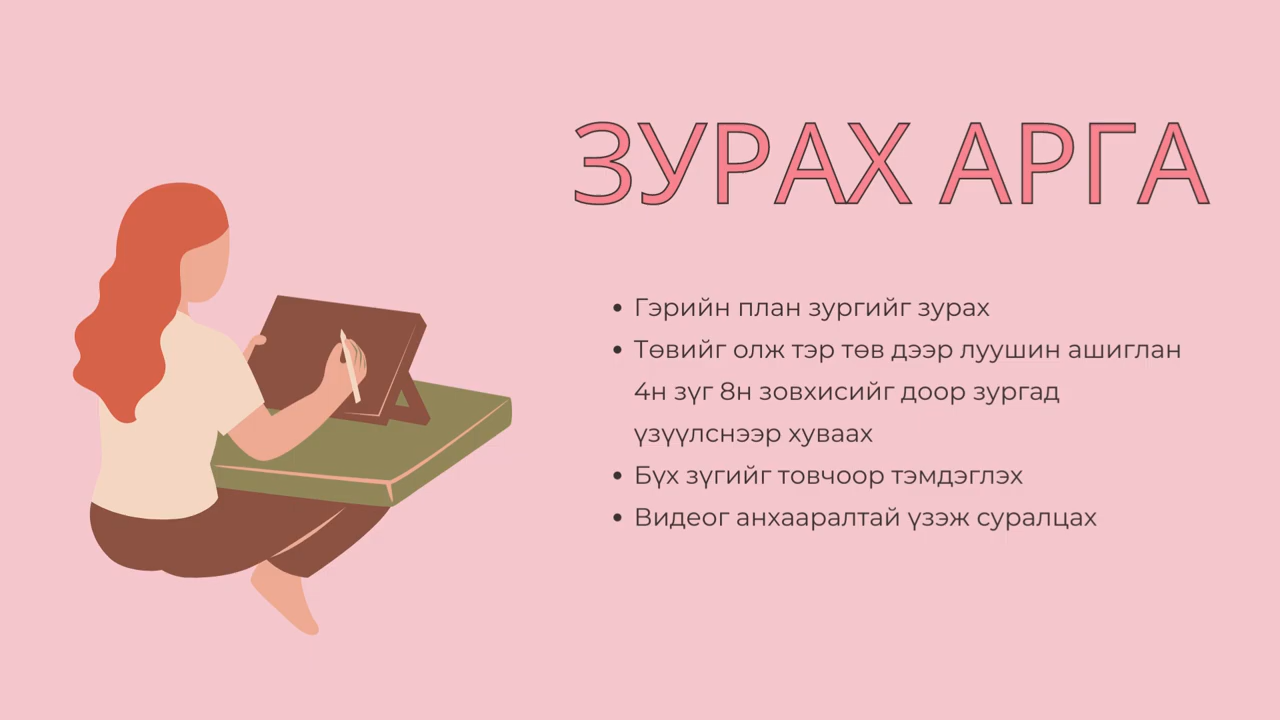 ЗУРАХ АРГА
• Гэрийн план зургийг зурах
• Төвийг олж тэр төв дээр луушин ашиглан
4н зүг 8н зовхисийг доор зургад
үзүүлснээр хуваах
• Бүх зүгийг товчоор тэмдэглэх
• Видеог анхааралтай үзэж суралцах